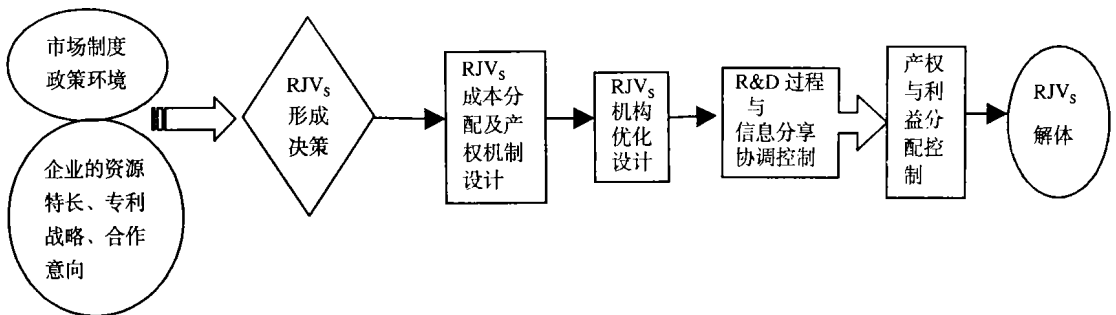 市场制度
政策环境
企业的资源
特长、专利
战略、合作
意向
RJVs
形成
决策
RJVs
成本分
配及产
权机制
设计
RJVs
机构
优化
设计
R&D 过程
与
信息分享
协调控制
产权
与利
益分
配控
制
RJVs
解体